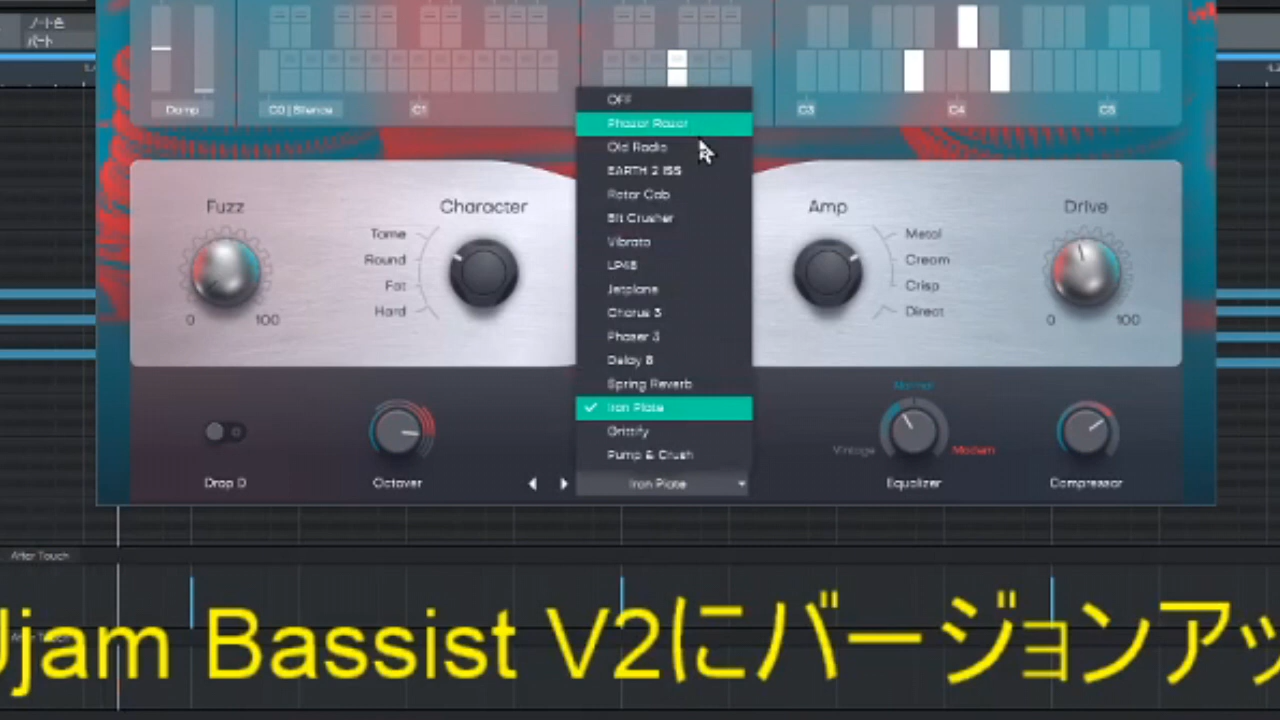 ノート色
パート
Damp
C0 | Silence
C1
C3
C4
C5
OFF
Phazor Razor
Old Radio
EARTH 2 ISS
Rotor Cab
Bit Crusher
Vibrato
LP48
Jetplane
Chorus 3
Phaser 3
Delay 8
Spring Reverb
Iron Plate
Grittify
Pump & Crush
Iron Plate
Fuzz
0
100
Character
Tame
Round
Fat
Hard
Amp
Metal
Cream
Crisp
Direct
Drive
0
100
Drop D
Octaver
Normal
Vintage
Modern
Equalizer
Compressor
After Touch
Ujam Bassist V2にバージョンアッ